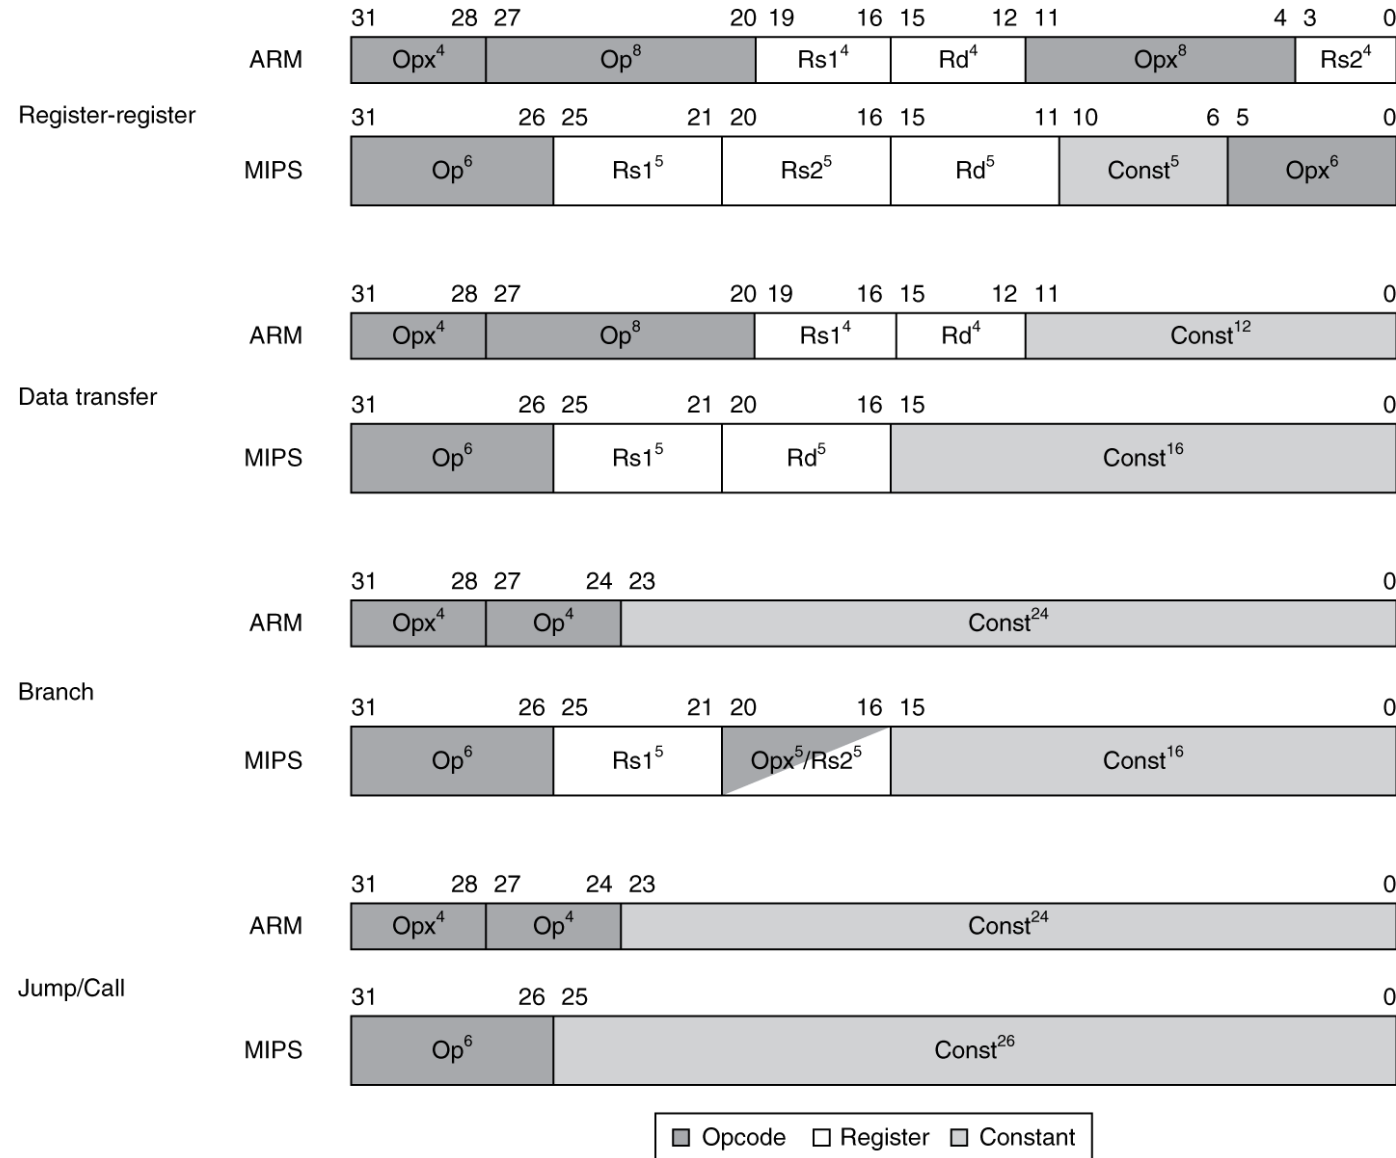 31 28 27 20 19 16 15 12 11 4 3 0
ARM Opx⁴ Op⁸ Rs1⁴ Rd⁴ Opx⁸ Rs2⁴
Register-register
31 26 25 21 20 16 15 11 10 6 5 0
MIPS Op⁶ Rs1⁵ Rs2⁵ Rd⁵ Const⁵ Opx⁶
31 28 27 20 19 16 15 12 11 0
ARM Opx⁴ Op⁸ Rs1⁴ Rd⁴ Const¹²
Data transfer
31 26 25 21 20 16 15 0
MIPS Op⁶ Rs1⁵ Rd⁵ Const¹⁶
31 28 27 24 23 0
ARM Opx⁴ Op⁴ Const²⁴
Branch
31 26 25 21 20 16 15 0
MIPS Op⁶ Rs1⁵ Opx⁵/Rs2⁵ Const¹⁶
31 28 27 24 23 0
ARM Opx⁴ Op⁴ Const²⁴
Jump/Call
31 26 25 0
MIPS Op⁶ Const²⁶
Opcode Register Constant